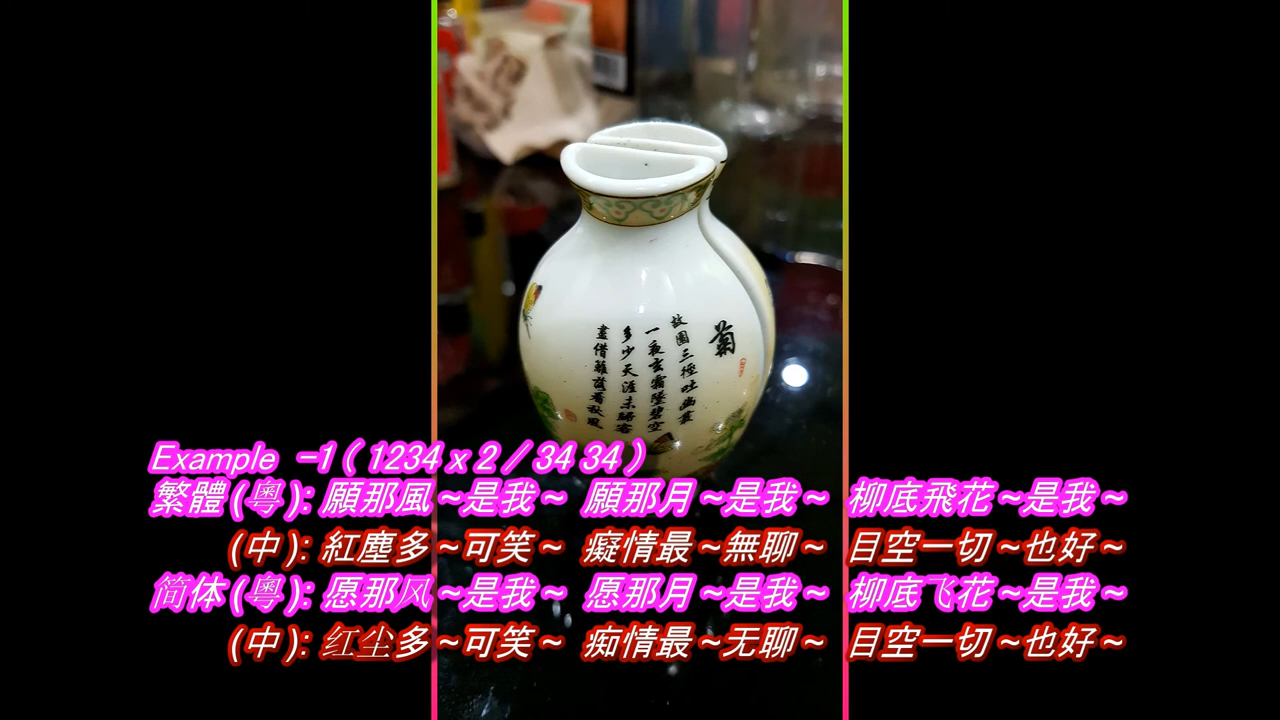 菊
故園三徑吐幽叢
一夜玄霜墜碧空
多少天涯未歸客
盡借籬落看秋風
Example -1 ( 1234 x 2 / 34 34 )
繁體 (粵 ): 願那風 ~是我~ 願那月 ~是我~ 柳底飛花 ~是我~
(中 ): 紅塵多 ~可笑~ 癡情最 ~無聊~ 目空一切 ~也好~
简体 (粵 ): 愿那风 ~是我~ 愿那月 ~是我~ 柳底飞花 ~是我~
(中 ): 红尘多 ~可笑~ 痴情最 ~无聊~ 目空一切 ~也好~